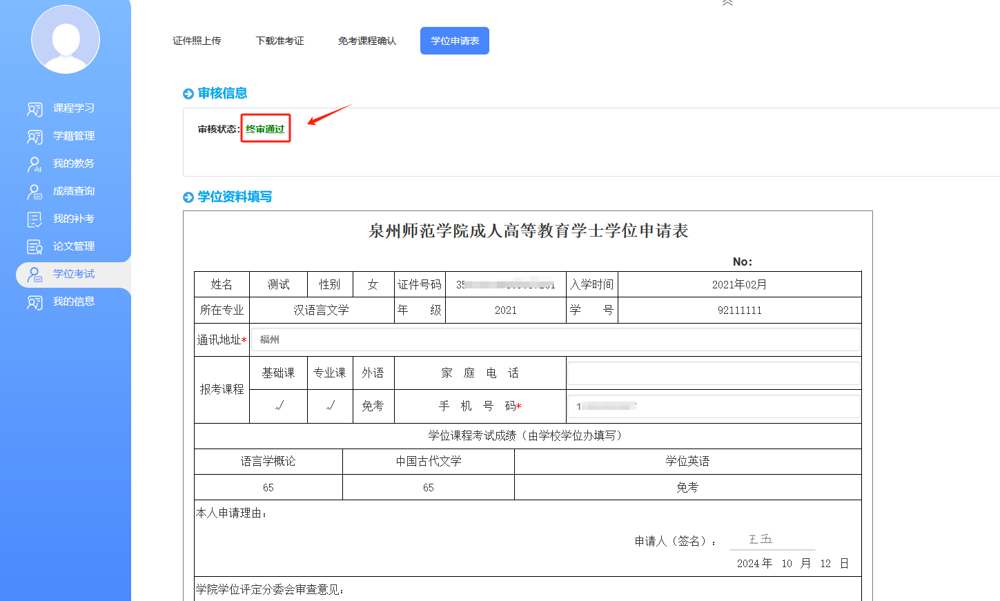 证件照上传 下载准考证 免考课程确认 学位申请表
课程学习
学籍管理
我的教务
成绩查询
我的补考
论文管理
学位考试
我的信息
审核信息
审核状态: 终审通过
学位资料填写
泉州师范学院成人高等教育学士学位申请表
No:
姓名 测试 性别 女 证件号码 入学时间 2021年02月
所在专业 汉语言文学 年 级 2021 学 号 92111111
通讯地址* 福州
报考课程 基础课 专业课 外语 家 庭 电 话
√ √ 免考 手 机 号 码*
学位课程考试成绩（由学校学位办填写）
语言学概论 中国古代文学 学位英语
65 65 免考
本人申请理由：
申请人（签名）： 王五
2024年 10 月 12 日
学院学位评定分委会审查意见：